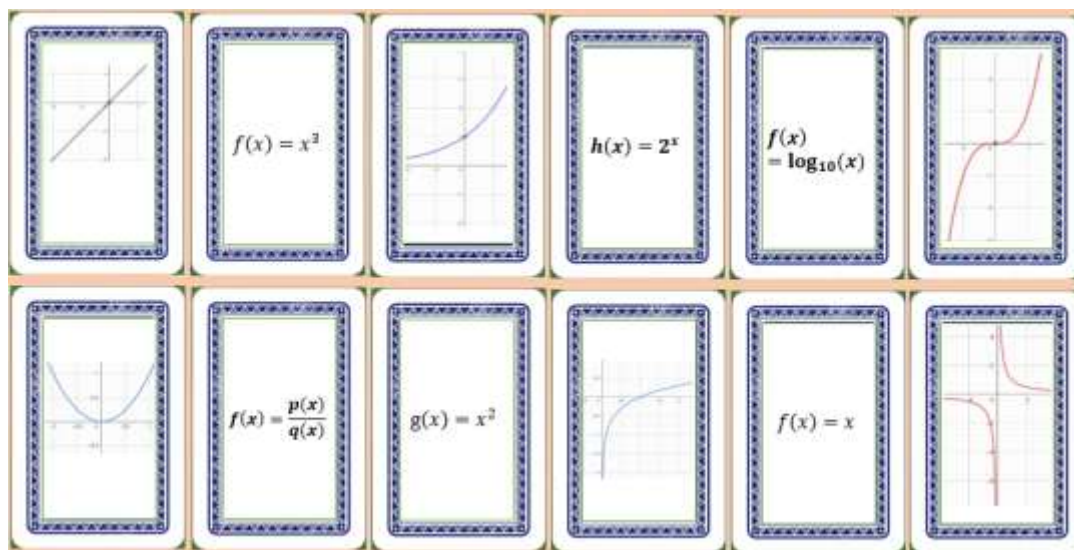 f(x) = x³
h(x) = 2ˣ
f(x)
= log₁₀(x)
f(x) = p(x)/q(x)
g(x) = x²
f(x) = x